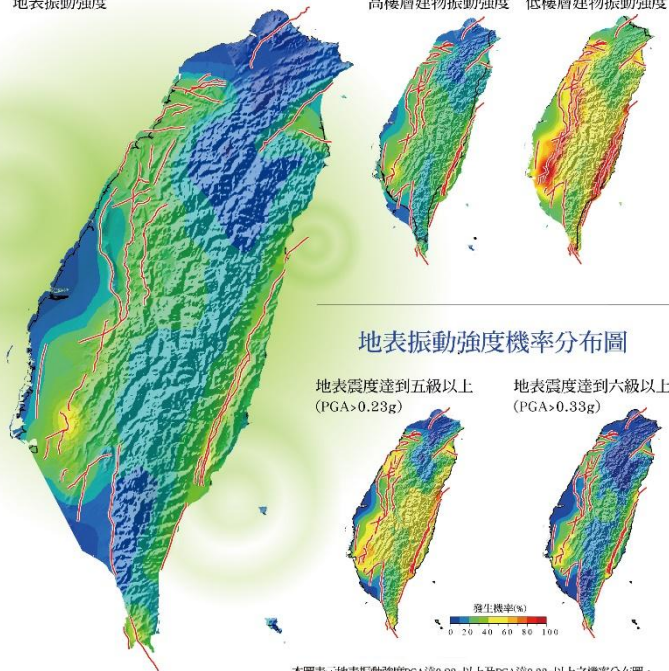 地表振動強度
高樓層建物振動強度
低樓層建物振動強度
地表振動強度機率分布圖
地表震度達到五級以上
(PGA>0.23g)
地表震度達到六級以上
(PGA>0.33g)
發生機率(%)
0 20 40 60 80 100